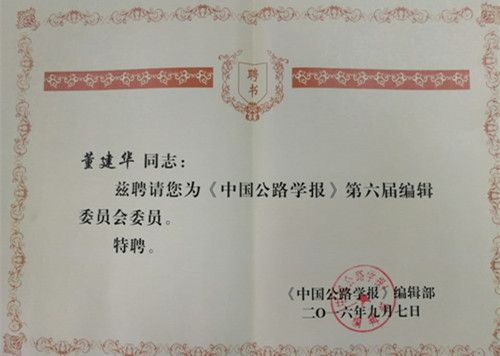 聘书
董建华 同志：
兹聘请您为《中国公路学报》第六届编辑
委员会委员。
特聘。
《中国公路学报》编辑部
二〇一六年九月七日